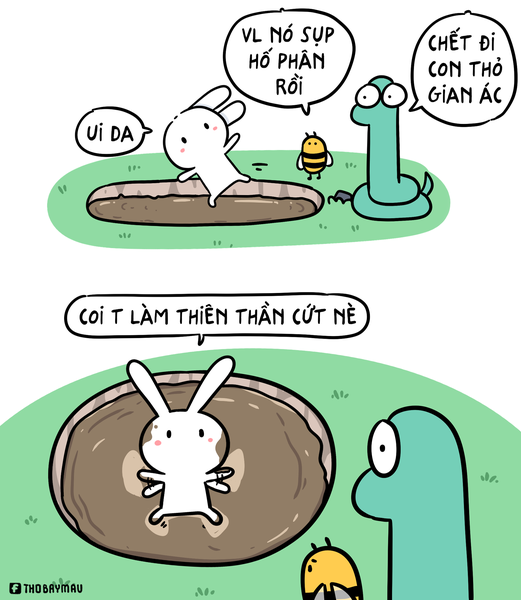 UI DA
VL NÓ SỤP
HỐ PHÂN
RỒI
CHẾT ĐI
CON THỎ
GIAN ÁC
COI T LÀM THIÊN THẦN CỨT NÈ
THOBAYMAU